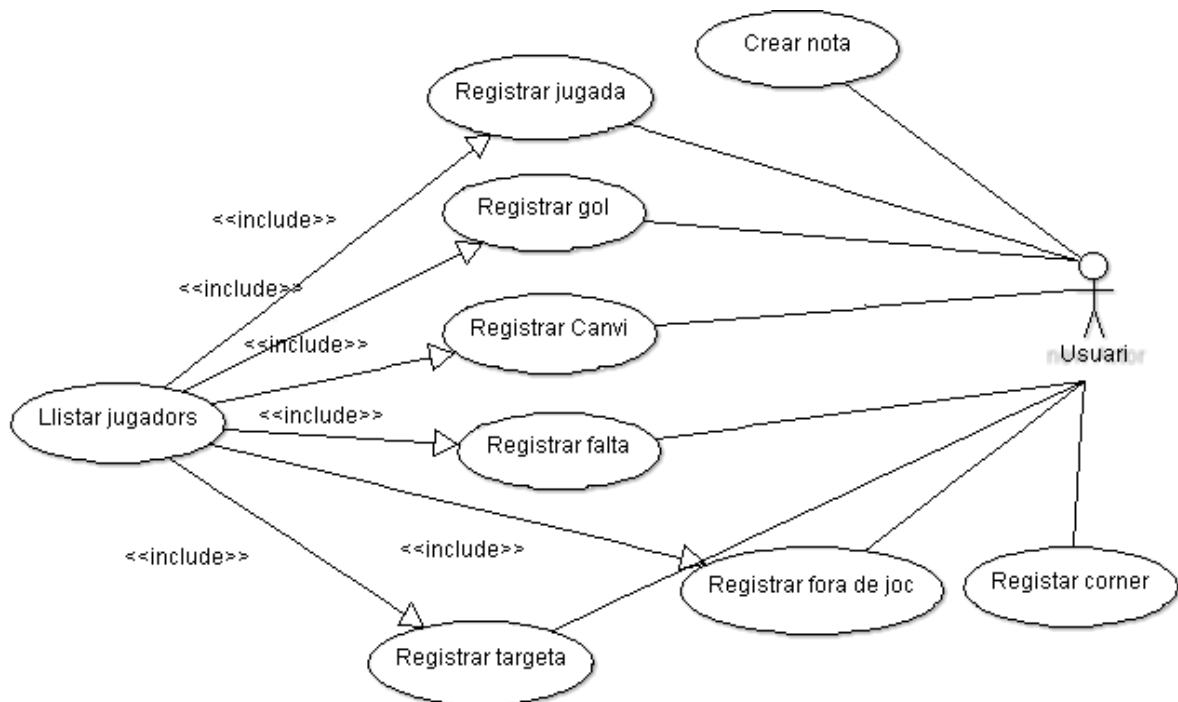 Crear nota
Registrar jugada
<<include>>
Registrar gol
<<include>>
Registrar Canvi
<<include>>
Usuari
Llistar jugadors
<<include>>
Registrar falta
<<include>>
<<include>>
Registrar fora de joc
Registar corner
Registrar targeta